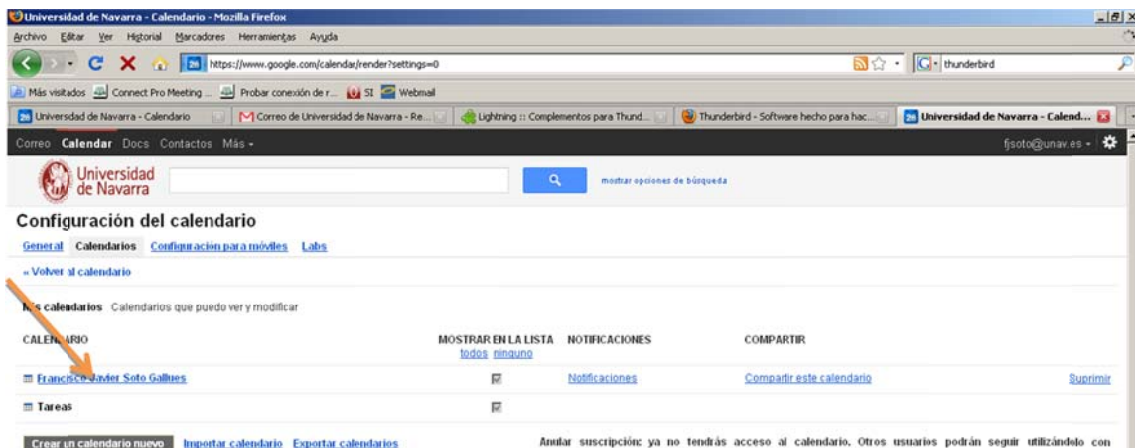 Universidad de Navarra - Calendario - Mozilla Firefox
Archivo Editar Ver Historial Marcadores Herramientas Ayuda
https://www.google.com/calendar/render?settings=0
thunderbird
Más visitados Connect Pro Meeting ... Probar conexión de r... SI Webmail
Universidad de Navarra - Calendario
Correo de Universidad de Navarra - Re...
Lightning :: Complementos para Thund...
Thunderbird - Software hecho para hac...
Universidad de Navarra - Calend...
Correo Calendar Docs Contactos Más
fjsoto@unav.es
Universidad
de Navarra
mostrar opciones de búsqueda
Configuración del calendario
General Calendarios Configuración para móviles Labs
« Volver al calendario
Mis calendarios Calendarios que puedo ver y modificar
CALENDARIO MOSTRAR EN LA LISTA NOTIFICACIONES COMPARTIR
todos ninguno
Francisco Javier Soto Gallues Notificaciones Compartir este calendario Suprimir
Tareas
Crear un calendario nuevo Importar calendario Exportar calendarios
Anular suscripción: ya no tendrás acceso al calendario. Otros usuarios podrán seguir utilizándolo con